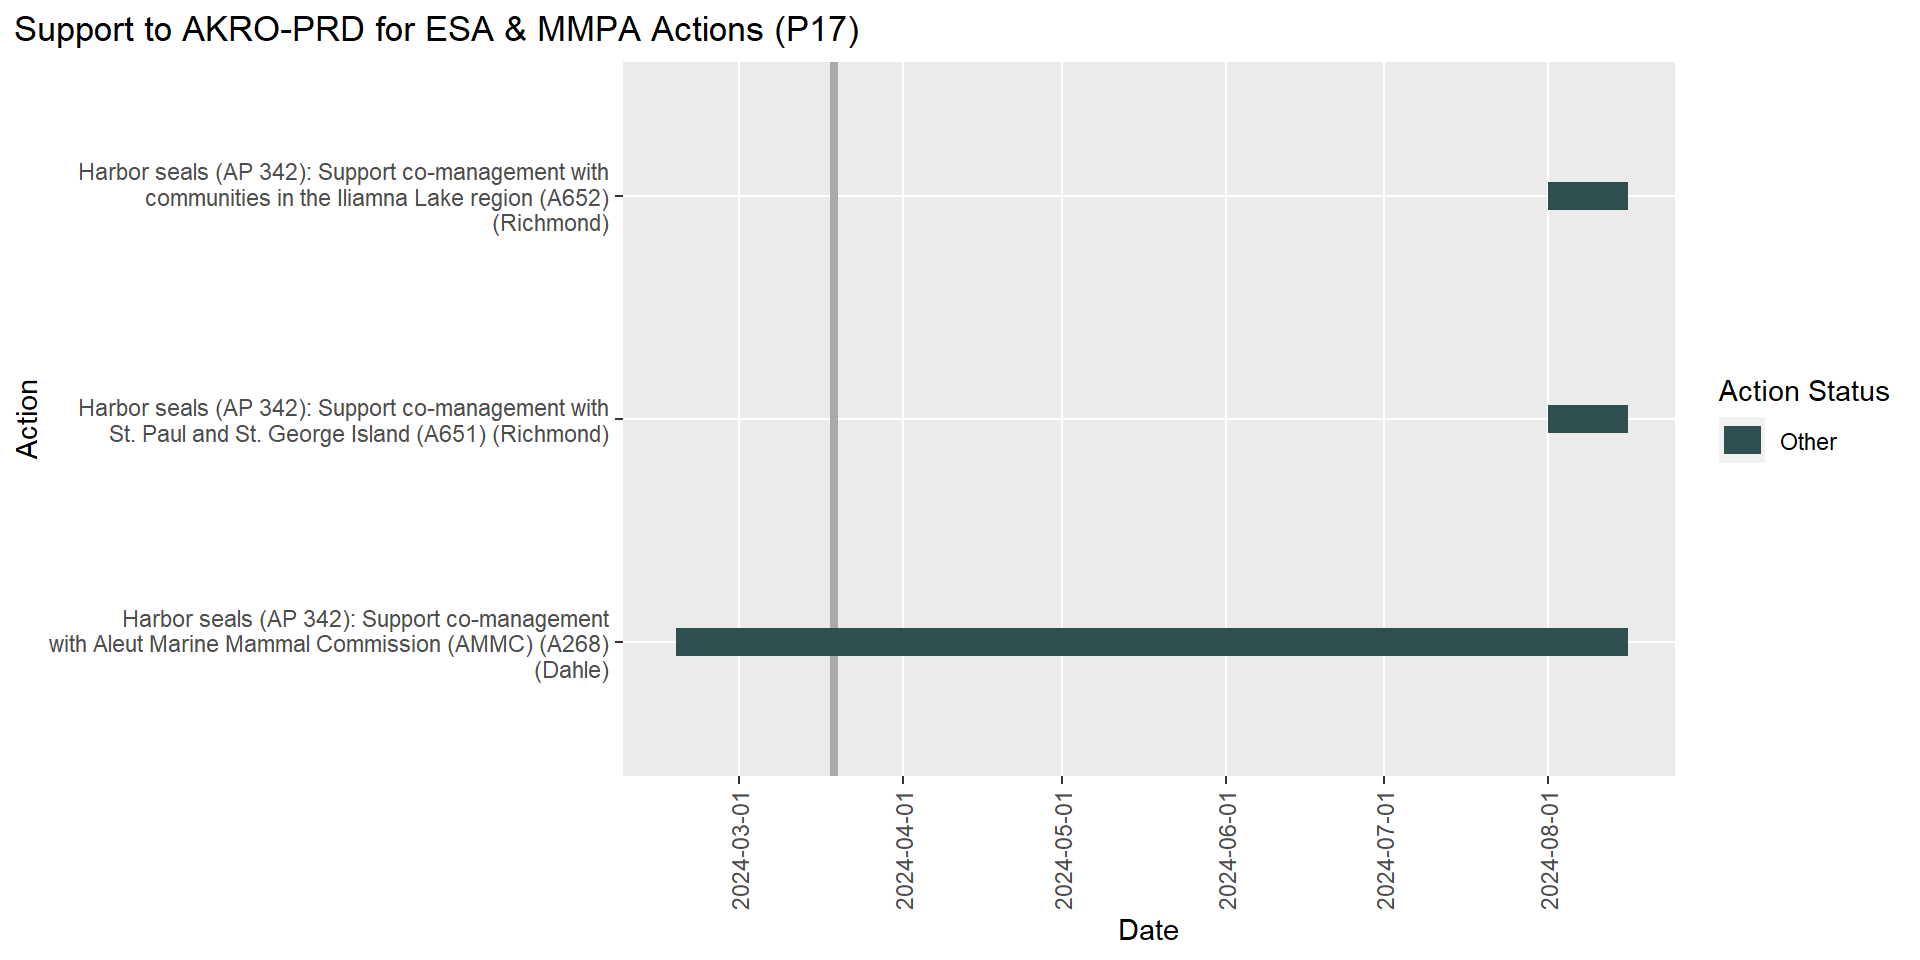 Support to AKRO-PRD for ESA & MMPA Actions (P17)
Action
Harbor seals (AP 342): Support co-management with
communities in the Iliamna Lake region (A652)
(Richmond)
Harbor seals (AP 342): Support co-management with
St. Paul and St. George Island (A651) (Richmond)
Harbor seals (AP 342): Support co-management
with Aleut Marine Mammal Commission (AMMC) (A268)
(Dahle)
2024-03-01
2024-04-01
2024-05-01
2024-06-01
2024-07-01
2024-08-01
Date
Action Status
Other